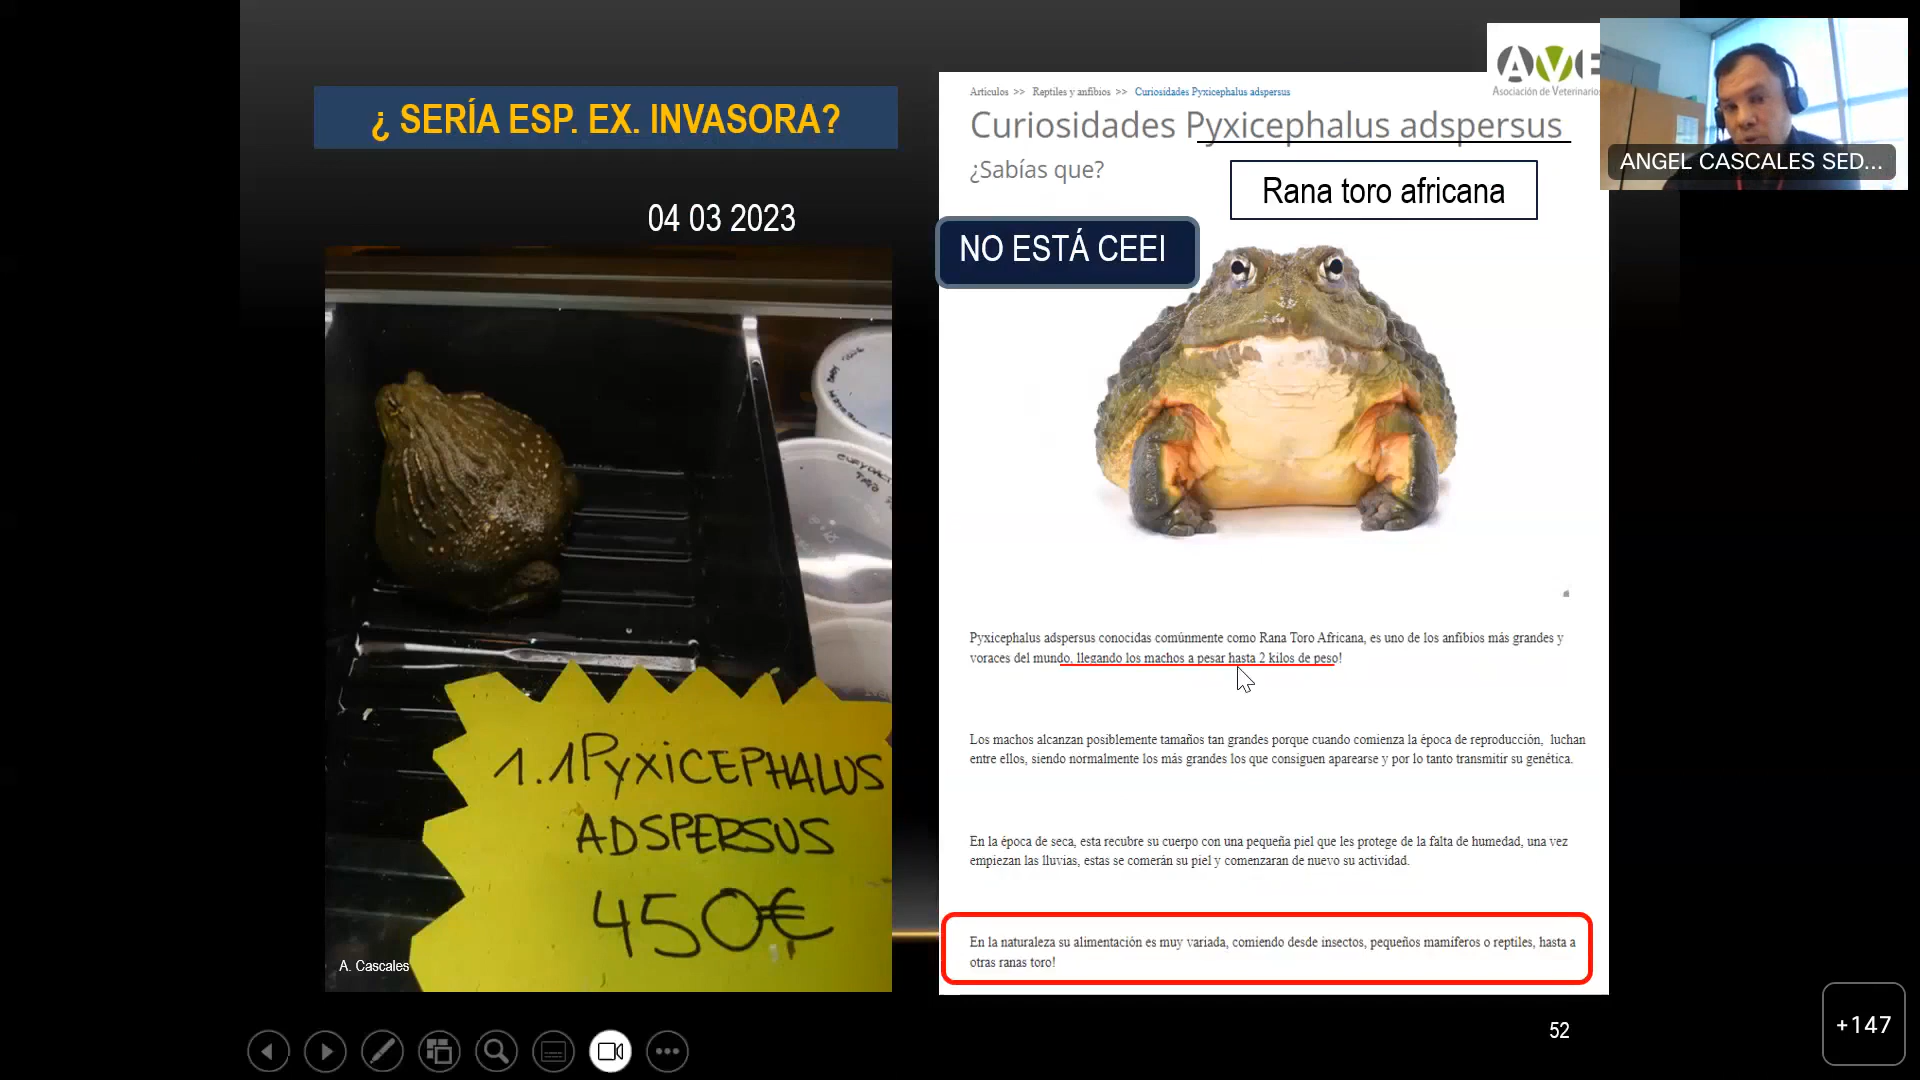 ¿ SERÍA ESP. EX. INVASORA?
04 03 2023
1.1 PYXICEPHALUS
ADSPERSUS
450€
A. Cascales
AVE
Asociación de Veterinarios
Artículos >> Reptiles y anfibios >> Curiosidades Pyxicephalus adspersus
Curiosidades Pyxicephalus adspersus
¿Sabías que?
Rana toro africana
NO ESTÁ CEEI
Pyxicephalus adspersus conocidas comúnmente como Rana Toro Africana, es uno de los anfibios más grandes y
voraces del mundo, llegando los machos a pesar hasta 2 kilos de peso!
Los machos alcanzan posiblemente tamaños tan grandes porque cuando comienza la época de reproducción, luchan
entre ellos, siendo normalmente los más grandes los que consiguen aparearse y por lo tanto transmitir su genética.
En la época de seca, esta recubre su cuerpo con una pequeña piel que les protege de la falta de humedad, una vez
empiezan las lluvias, estas se comerán su piel y comenzaran de nuevo su actividad.
En la naturaleza su alimentación es muy variada, comiendo desde insectos, pequeños mamíferos o reptiles, hasta a
otras ranas toro!
52
ANGEL CASCALES SED...
+147